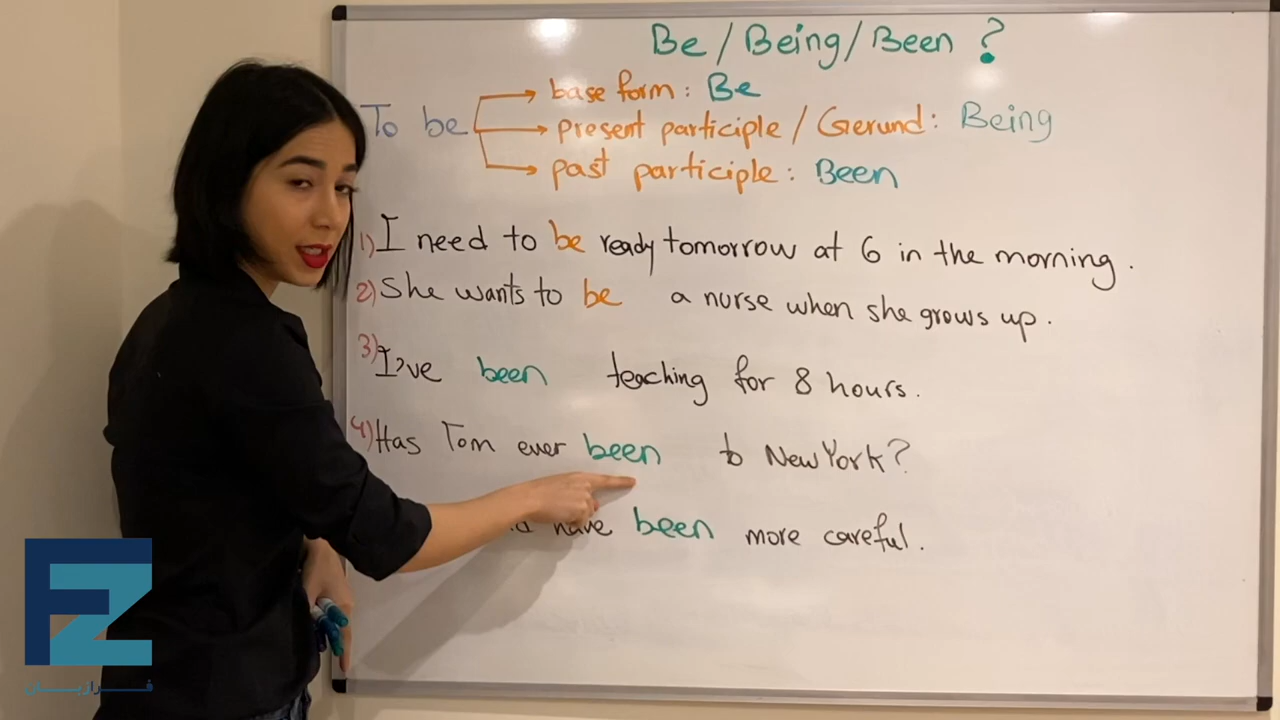 Be / Being / Been ?
base form : Be
To be
present participle / Gerund : Being
past participle : Been
1) I need to be ready tomorrow at 6 in the morning .
2) She wants to be a nurse when she grows up .
3) I've been teaching for 8 hours .
4) Has Tom ever been to New York ?
have been more careful .
FZ
فرازبان